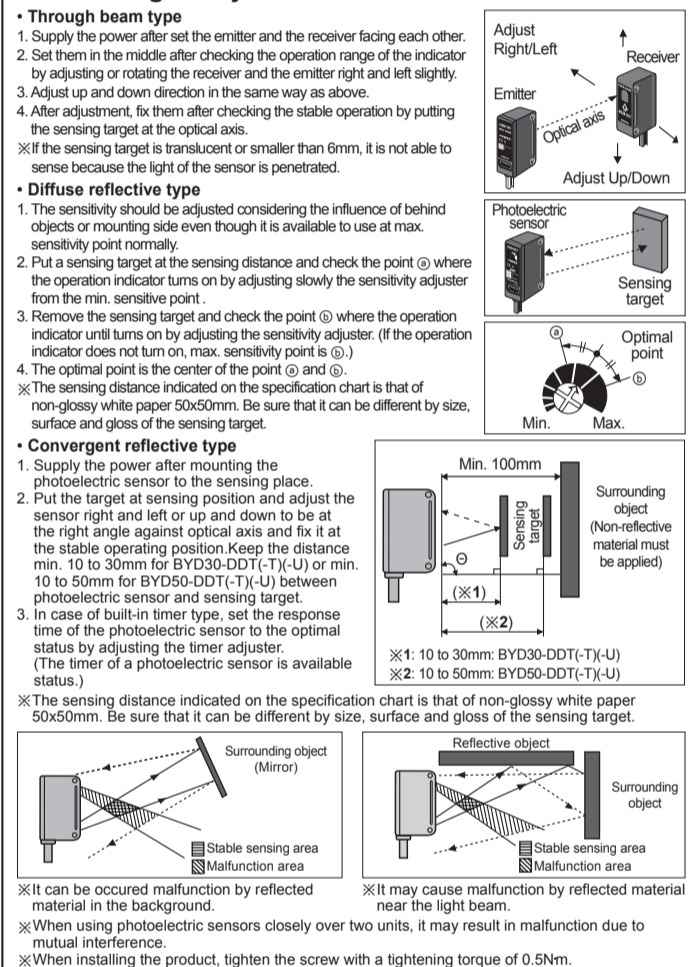 • Through beam type
1. Supply the power after set the emitter and the receiver facing each other.
2. Set them in the middle after checking the operation range of the indicator
by adjusting or rotating the receiver and the emitter right and left slightly.
3. Adjust up and down direction in the same way as above.
4. After adjustment, fix them after checking the stable operation by putting
the sensing target at the optical axis.
※If the sensing target is translucent or smaller than 6mm, it is not able to
sense because the light of the sensor is penetrated.
Adjust
Right/Left
Receiver
Emitter
Optical axis
Adjust Up/Down
• Diffuse reflective type
1. The sensitivity should be adjusted considering the influence of behind
objects or mounting side even though it is available to use at max.
sensitivity point normally.
2. Put a sensing target at the sensing distance and check the point ⓐ where
the operation indicator turns on by adjusting slowly the sensitivity adjuster
from the min. sensitive point .
3. Remove the sensing target and check the point ⓑ where the operation
indicator until turns on by adjusting the sensitivity adjuster. (If the operation
indicator does not turn on, max. sensitivity point is ⓑ.)
4. The optimal point is the center of the point ⓐ and ⓑ.
※The sensing distance indicated on the specification chart is that of
non-glossy white paper 50x50mm. Be sure that it can be different by size,
surface and gloss of the sensing target.
Photoelectric
sensor
Sensing
target
ⓐ
Optimal
point
ⓑ
Min.
Max.
• Convergent reflective type
1. Supply the power after mounting the
photoelectric sensor to the sensing place.
2. Put the target at sensing position and adjust the
sensor right and left or up and down to be at
the right angle against optical axis and fix it at
the stable operating position.Keep the distance
min. 10 to 30mm for BYD30-DDT(-T)(-U) or min.
10 to 50mm for BYD50-DDT(-T)(-U) between
photoelectric sensor and sensing target.
3. In case of built-in timer type, set the response
time of the photoelectric sensor to the optimal
status by adjusting the timer adjuster.
(The timer of a photoelectric sensor is available
status.)
Min. 100mm
Sensing
target
Surrounding
object
(Non-reflective
material must
be applied)
Θ
(※1)
(※2)
※1: 10 to 30mm: BYD30-DDT(-T)(-U)
※2: 10 to 50mm: BYD50-DDT(-T)(-U)
※The sensing distance indicated on the specification chart is that of non-glossy white paper
50x50mm. Be sure that it can be different by size, surface and gloss of the sensing target.
Surrounding object
(Mirror)
Stable sensing area
Malfunction area
Reflective object
Surrounding
object
Stable sensing area
Malfunction area
※It can be occured malfunction by reflected
material in the background.
※It may cause malfunction by reflected material
near the light beam.
※When using photoelectric sensors closely over two units, it may result in malfunction due to
mutual interference.
※When installing the product, tighten the screw with a tightening torque of 0.5N·m.